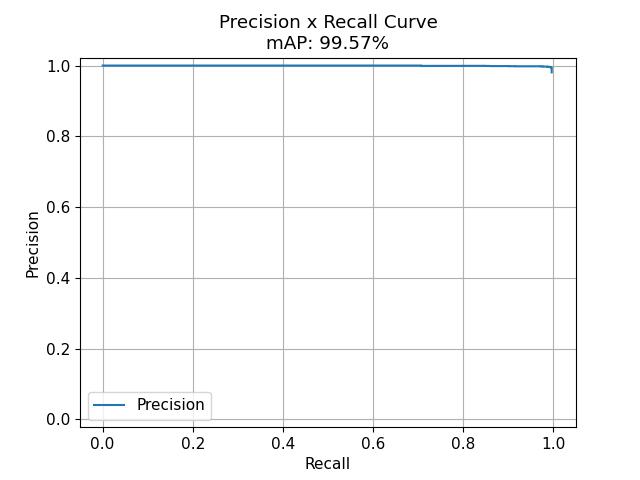 Precision x Recall Curve
mAP: 99.57%
1.0
0.8
0.6
0.4
0.2
0.0
Precision
Precision
0.0 0.2 0.4 0.6 0.8 1.0
Recall